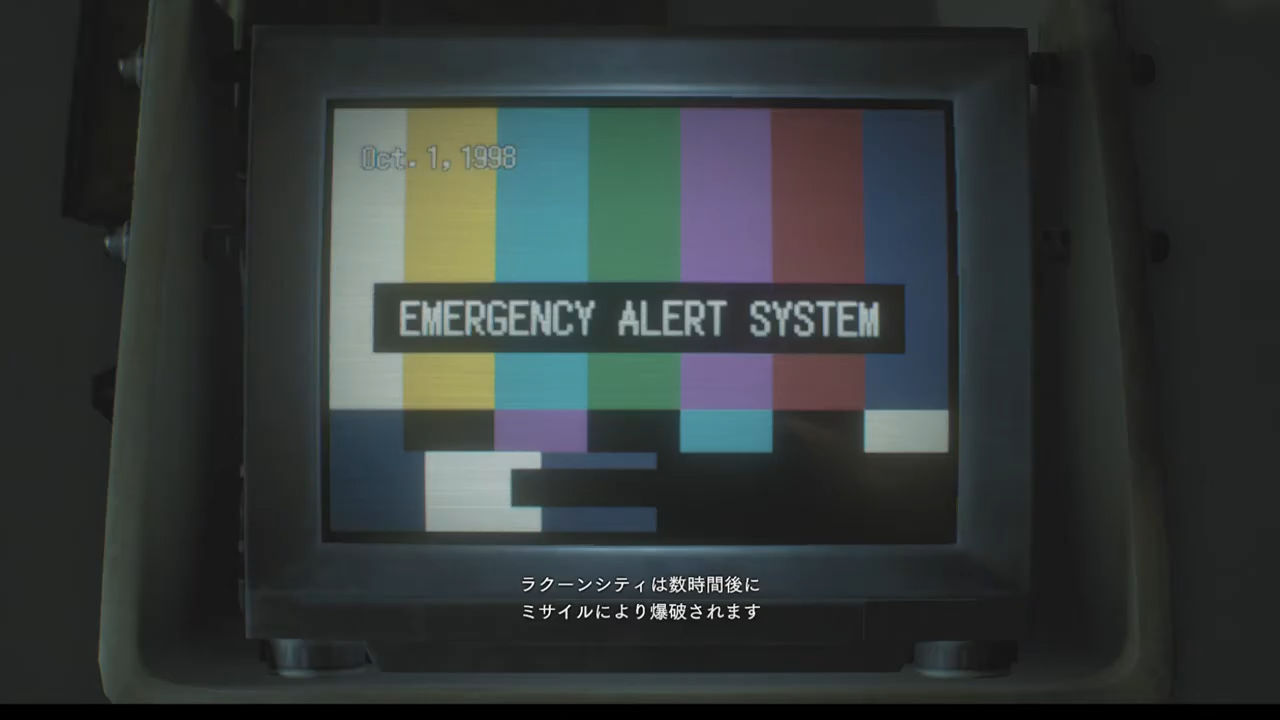 Oct. 1, 1998
EMERGENCY ALERT SYSTEM
ラクーンシティは数時間後に
ミサイルにより爆破されます